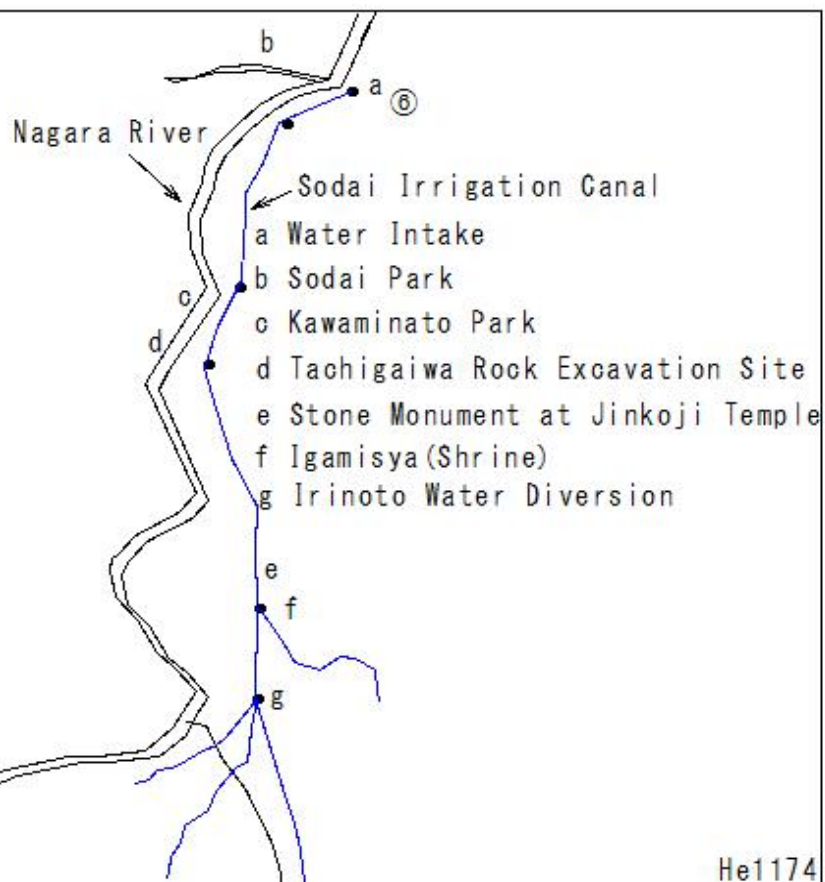 b
a
⑥
Nagara River
Sodai Irrigation Canal
a Water Intake
b Sodai Park
c
c Kawaminato Park
d
d Tachigaiwa Rock Excavation Site
e Stone Monument at Jinkoji Temple
f Igamisya(Shrine)
g Irinoto Water Diversion
e
f
g
He1174